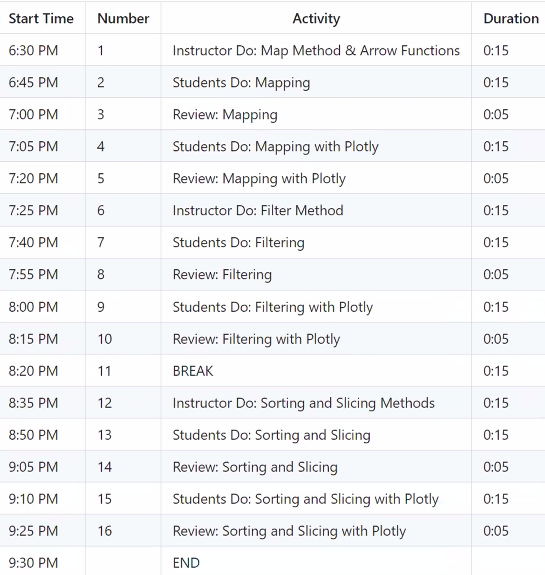 Start Time Number Activity Duration
6:30 PM 1 Instructor Do: Map Method & Arrow Functions 0:15
6:45 PM 2 Students Do: Mapping 0:15
7:00 PM 3 Review: Mapping 0:05
7:05 PM 4 Students Do: Mapping with Plotly 0:15
7:20 PM 5 Review: Mapping with Plotly 0:05
7:25 PM 6 Instructor Do: Filter Method 0:15
7:40 PM 7 Students Do: Filtering 0:15
7:55 PM 8 Review: Filtering 0:05
8:00 PM 9 Students Do: Filtering with Plotly 0:15
8:15 PM 10 Review: Filtering with Plotly 0:05
8:20 PM 11 BREAK 0:15
8:35 PM 12 Instructor Do: Sorting and Slicing Methods 0:15
8:50 PM 13 Students Do: Sorting and Slicing 0:15
9:05 PM 14 Review: Sorting and Slicing 0:05
9:10 PM 15 Students Do: Sorting and Slicing with Plotly 0:15
9:25 PM 16 Review: Sorting and Slicing with Plotly 0:05
9:30 PM END